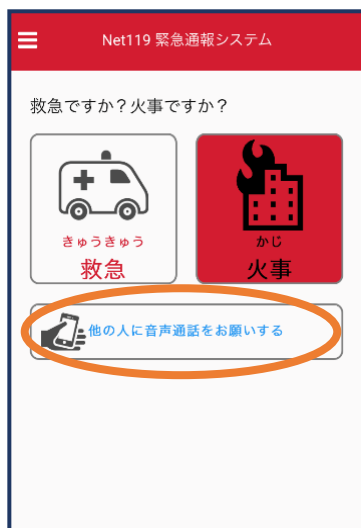 Net119 緊急通報システム
救急ですか？火事ですか？
きゅうきゅう
救急
かじ
火事
他の人に音声通話をお願いする